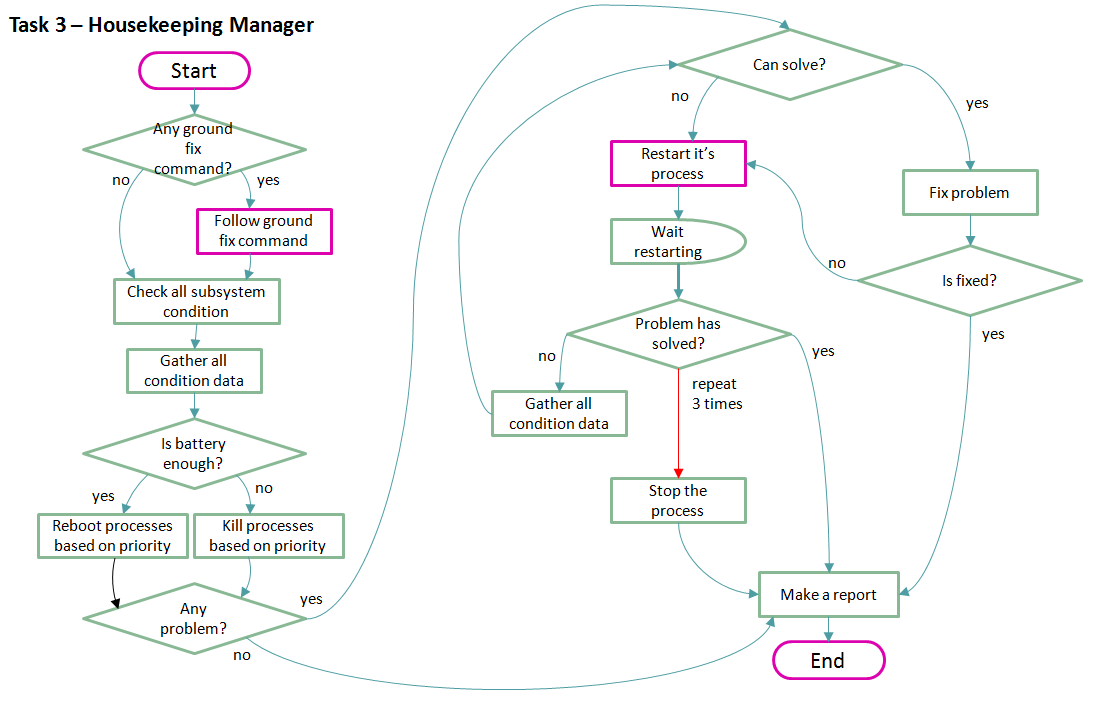 Task 3 – Housekeeping Manager
Start
Any ground
fix
command?
no
yes
Follow ground
fix command
Check all subsystem
condition
Gather all
condition data
Is battery
enough?
yes
no
Reboot processes
based on priority
Kill processes
based on priority
Any
problem?
yes
no
Can solve?
no
yes
Restart it’s
process
Fix problem
Wait
restarting
no
Is fixed?
yes
Problem has
solved?
no
yes
repeat
3 times
Gather all
condition data
Stop the
process
Make a report
End